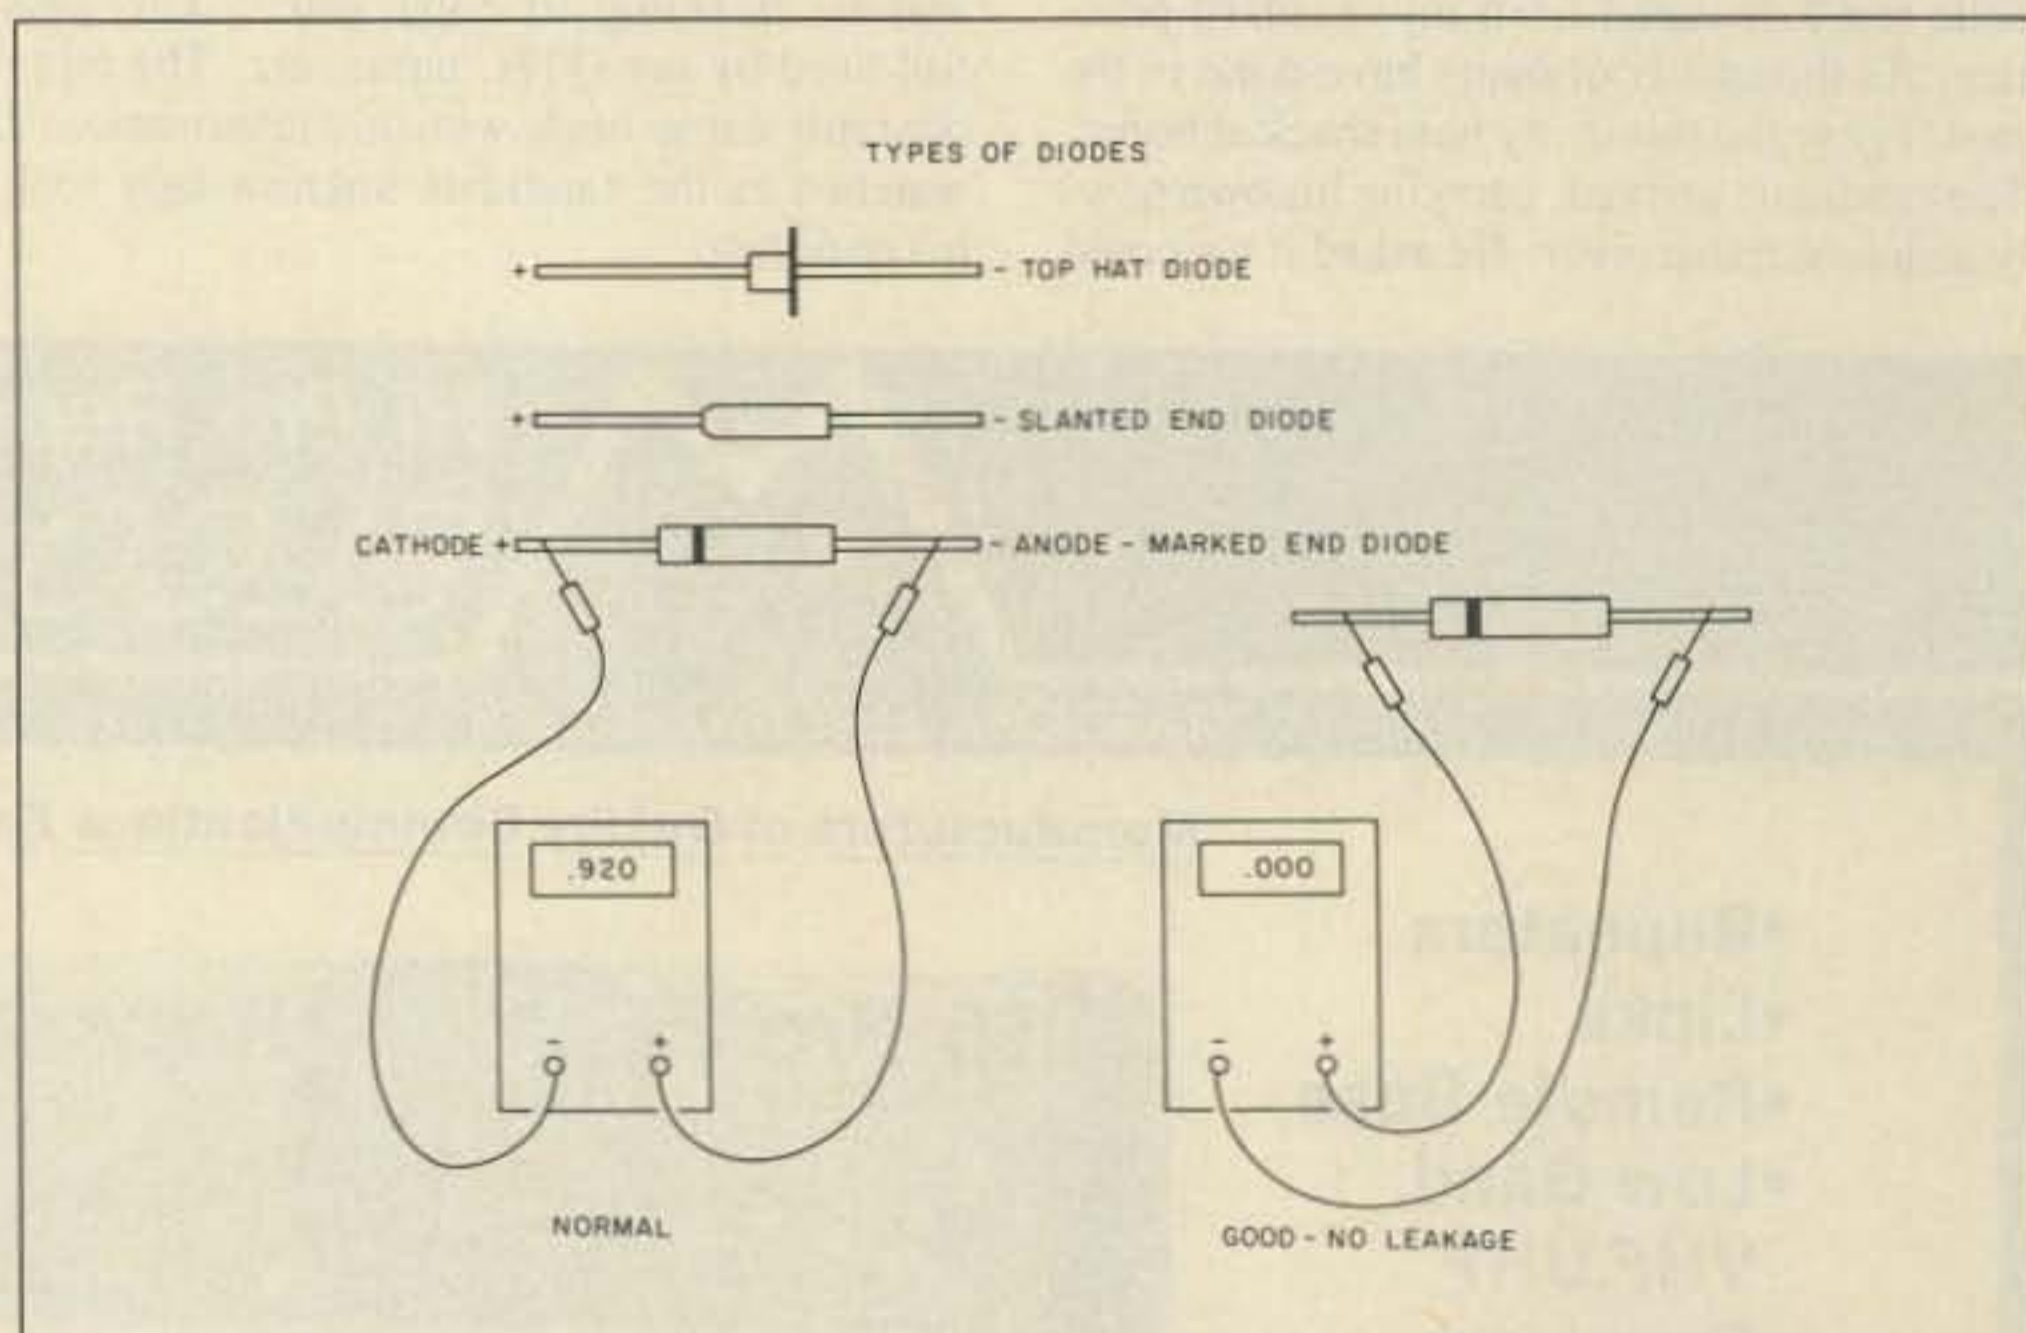 TYPES OF DIODES
+ - TOP HAT DIODE
+ - SLANTED END DIODE
CATHODE + - ANODE - MARKED END DIODE
.920
.000
- +
- +
NORMAL
GOOD - NO LEAKAGE